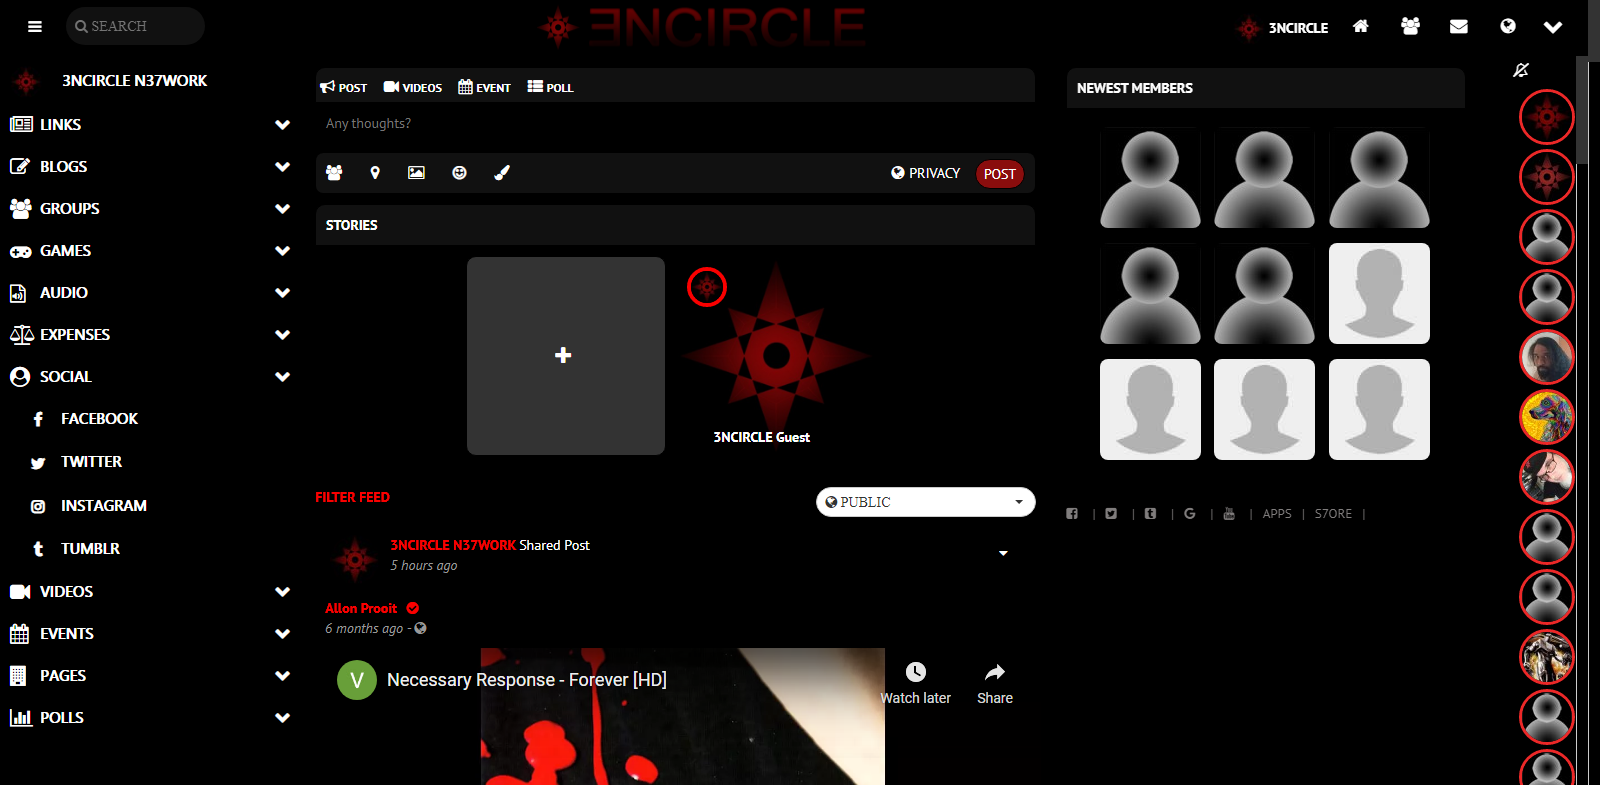 SEARCH
ƎNCIRCLE
3NCIRCLE
3NCIRCLE N37WORK
LINKS
BLOGS
GROUPS
GAMES
AUDIO
EXPENSES
SOCIAL
FACEBOOK
TWITTER
INSTAGRAM
TUMBLR
VIDEOS
EVENTS
PAGES
POLLS
POST VIDEOS EVENT POLL
Any thoughts?
PRIVACY POST
STORIES
3NCIRCLE Guest
FILTER FEED
PUBLIC
3NCIRCLE N37WORK Shared Post
5 hours ago
Allon Prooit
6 months ago -
V Necessary Response - Forever [HD]
Watch later Share
NEWEST MEMBERS
| | | | | APPS | S7ORE |